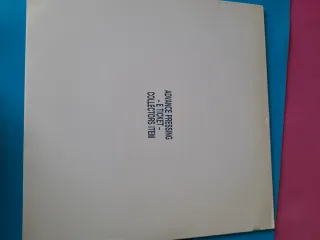 ADVANCE PRESSING
- E TICKET -
COLLECTORS ITEM